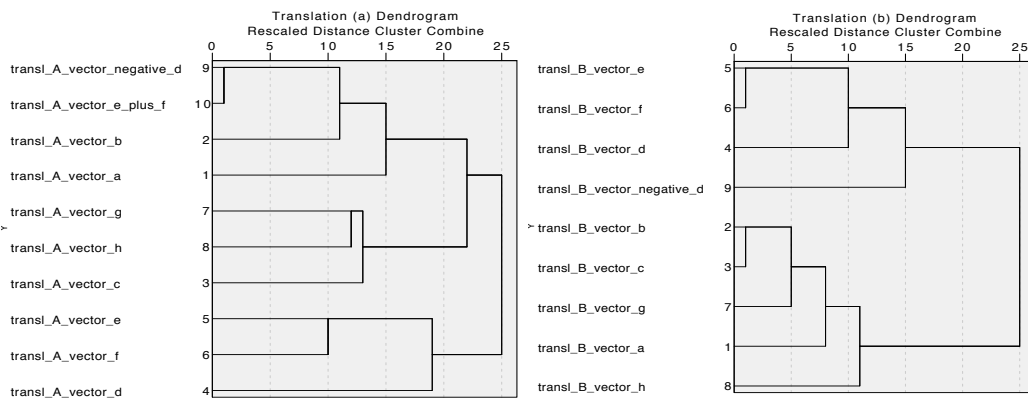 Translation (a) Dendrogram
Rescaled Distance Cluster Combine
0 5 10 15 20 25
transl_A_vector_negative_d 9
transl_A_vector_e_plus_f 10
transl_A_vector_b 2
transl_A_vector_a 1
transl_A_vector_g 7
Y
transl_A_vector_h 8
transl_A_vector_c 3
transl_A_vector_e 5
transl_A_vector_f 6
transl_A_vector_d 4
Translation (b) Dendrogram
Rescaled Distance Cluster Combine
0 5 10 15 20 25
transl_B_vector_e 5
transl_B_vector_f 6
transl_B_vector_d 4
transl_B_vector_negative_d 9
Y
transl_B_vector_b 2
transl_B_vector_c 3
transl_B_vector_g 7
transl_B_vector_a 1
transl_B_vector_h 8